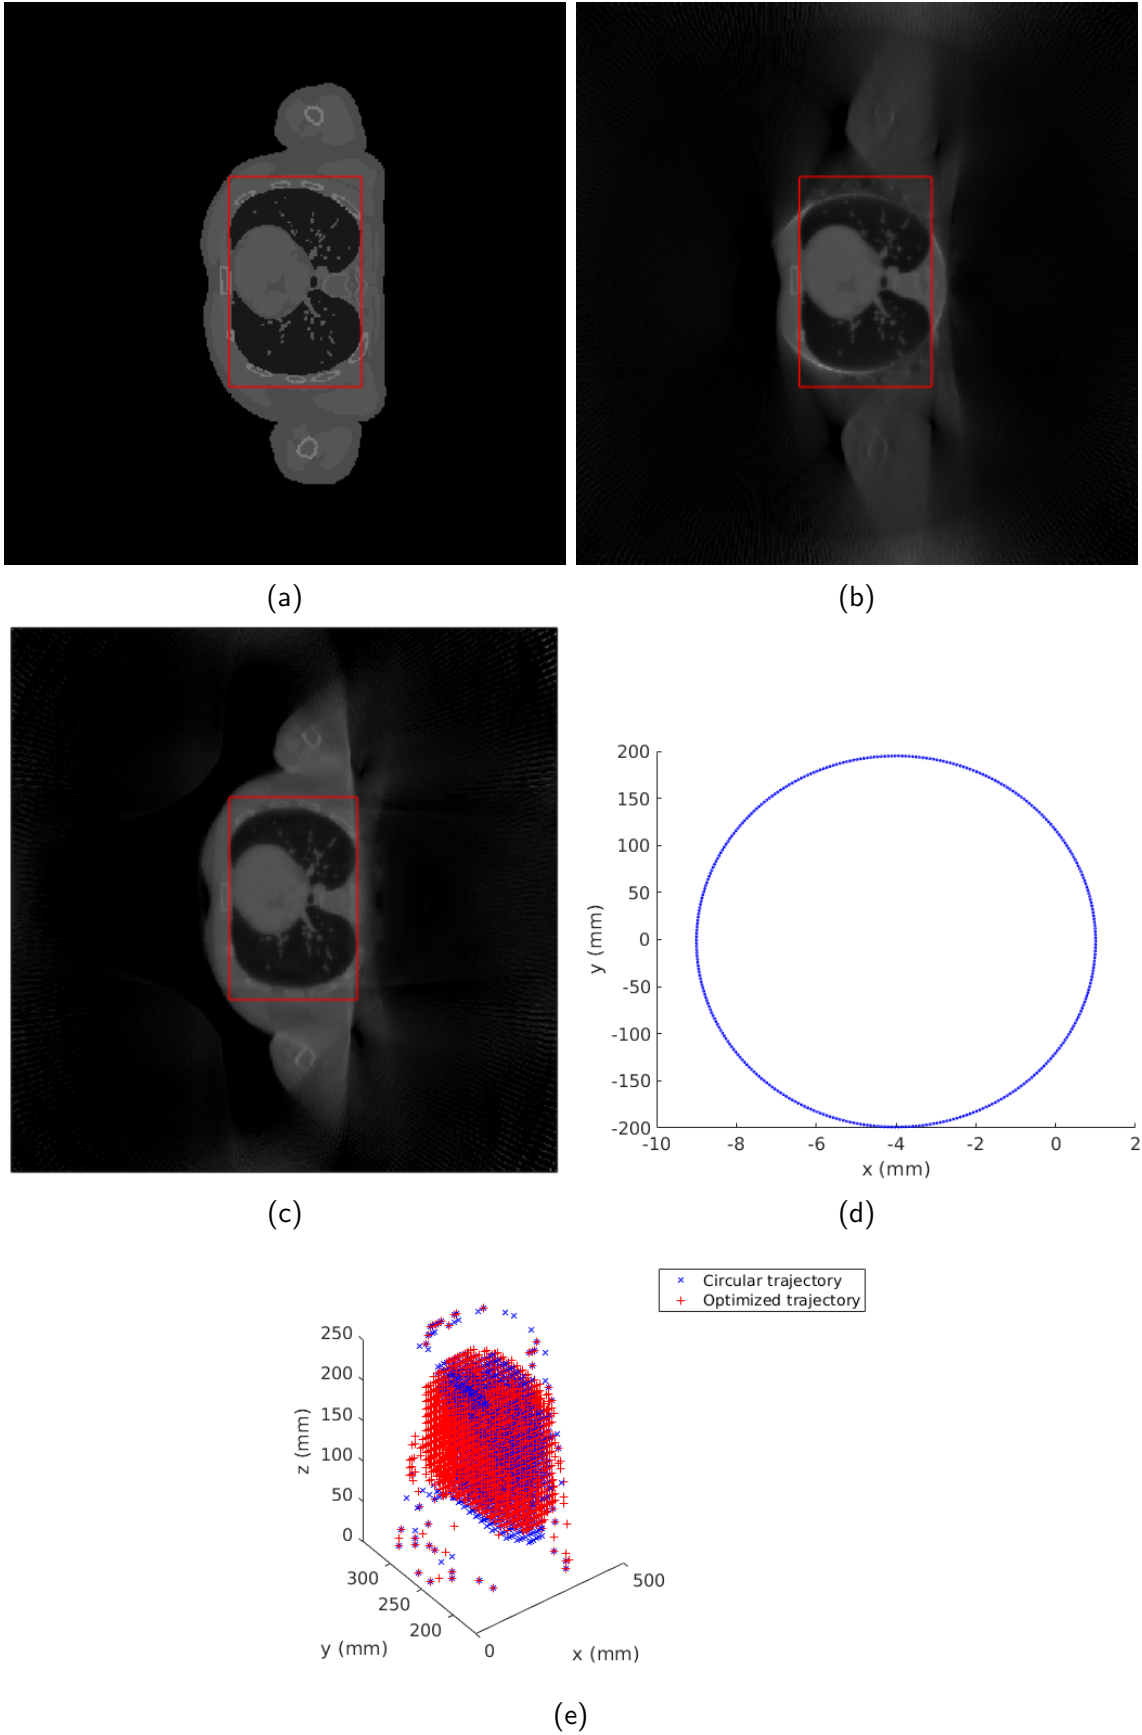 (a)
(b)
200
150
100
50
0
-50
-100
-150
-200
-10 -8 -6 -4 -2 0 2
y (mm)
x (mm)
(c)
(d)
Circular trajectory
Optimized trajectory
250
200
150
100
50
0
z (mm)
300
250
200
y (mm)
0
500
x (mm)
(e)